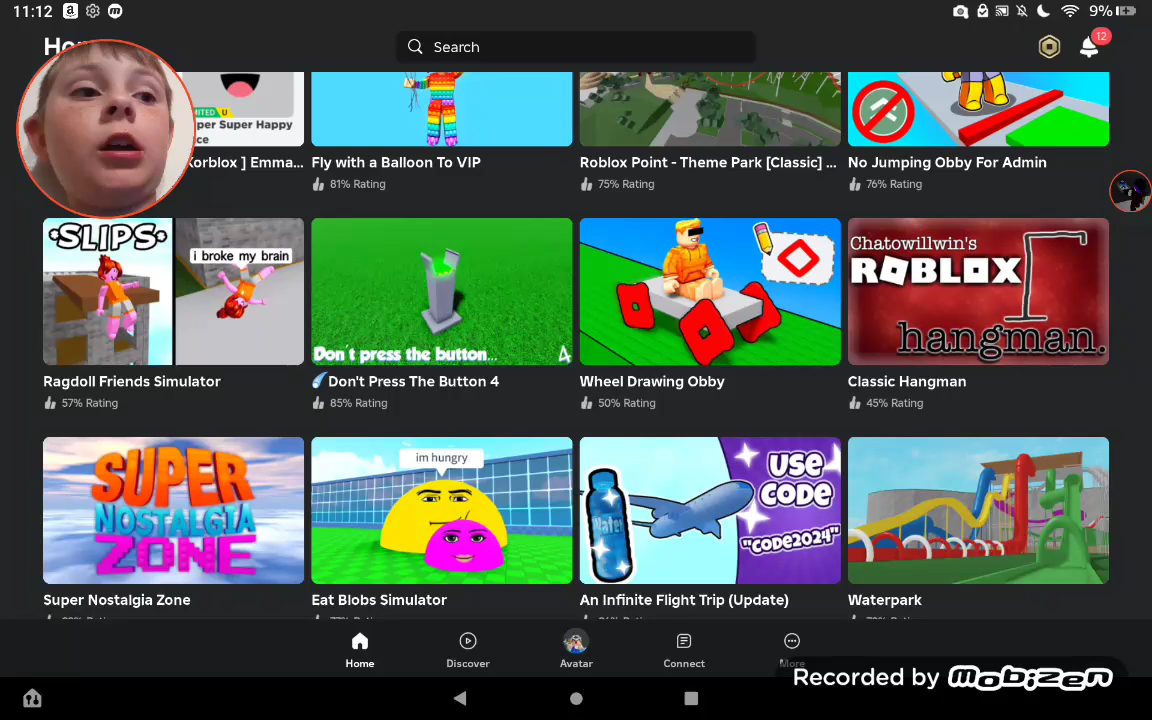 11:12
9%
Search
12
LIMITED U
per Super Happy
ce
Korblox ] Emma...
Fly with a Balloon To VIP
Roblox Point - Theme Park [Classic] ...
No Jumping Obby For Admin
81% Rating
75% Rating
76% Rating
*SLIPS*
i broke my brain
Don't press the button... 4
Chatowillwin's
ROBLOX
hangman.
Ragdoll Friends Simulator
Don't Press The Button 4
Wheel Drawing Obby
Classic Hangman
57% Rating
85% Rating
50% Rating
45% Rating
SUPER
NOSTALGIA
ZONE
im hungry
Water
USE
CODE
"CODE2024"
Super Nostalgia Zone
Eat Blobs Simulator
An Infinite Flight Trip (Update)
Waterpark
Home
Discover
Avatar
Connect
More
Recorded by mobizen